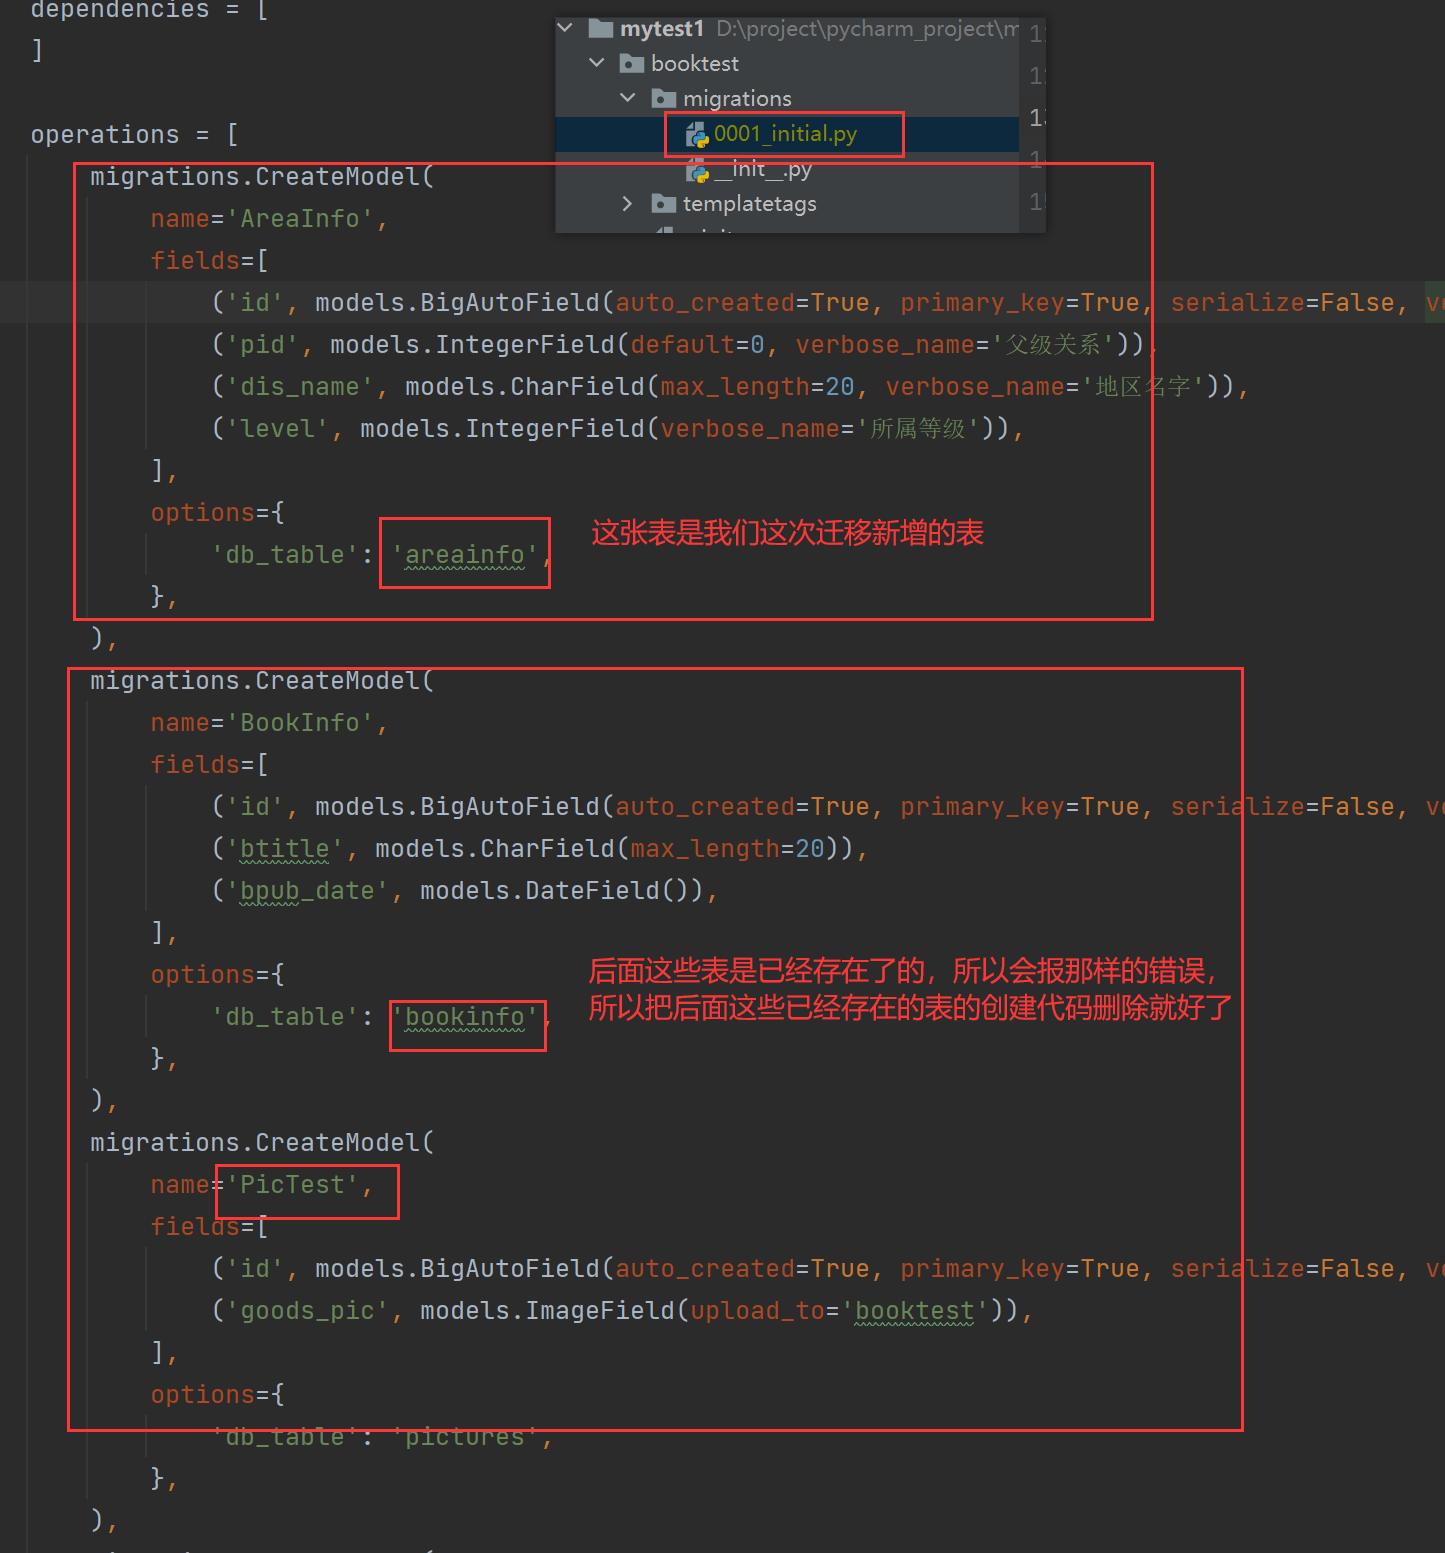 dependencies = [
]
operations = [
migrations.CreateModel(
name='AreaInfo',
fields=[
('id', models.BigAutoField(auto_created=True, primary_key=True, serialize=False, ve
('pid', models.IntegerField(default=0, verbose_name='父级关系')),
('dis_name', models.CharField(max_length=20, verbose_name='地区名字')),
('level', models.IntegerField(verbose_name='所属等级')),
],
options={
'db_table': 'areainfo',
},
),
migrations.CreateModel(
name='BookInfo',
fields=[
('id', models.BigAutoField(auto_created=True, primary_key=True, serialize=False, ve
('btitle', models.CharField(max_length=20)),
('bpub_date', models.DateField()),
],
options={
'db_table': 'bookinfo',
},
),
migrations.CreateModel(
name='PicTest',
fields=[
('id', models.BigAutoField(auto_created=True, primary_key=True, serialize=False, ve
('goods_pic', models.ImageField(upload_to='booktest')),
],
options={
'db_table': 'pictures',
},
),
mytest1 D:\project\pycharm_project\m
booktest
migrations
0001_initial.py
__init__.py
templatetags
这张表是我们这次迁移新增的表
后面这些表是已经存在了的，所以会报那样的错误，
所以把后面这些已经存在的表的创建代码删除就好了